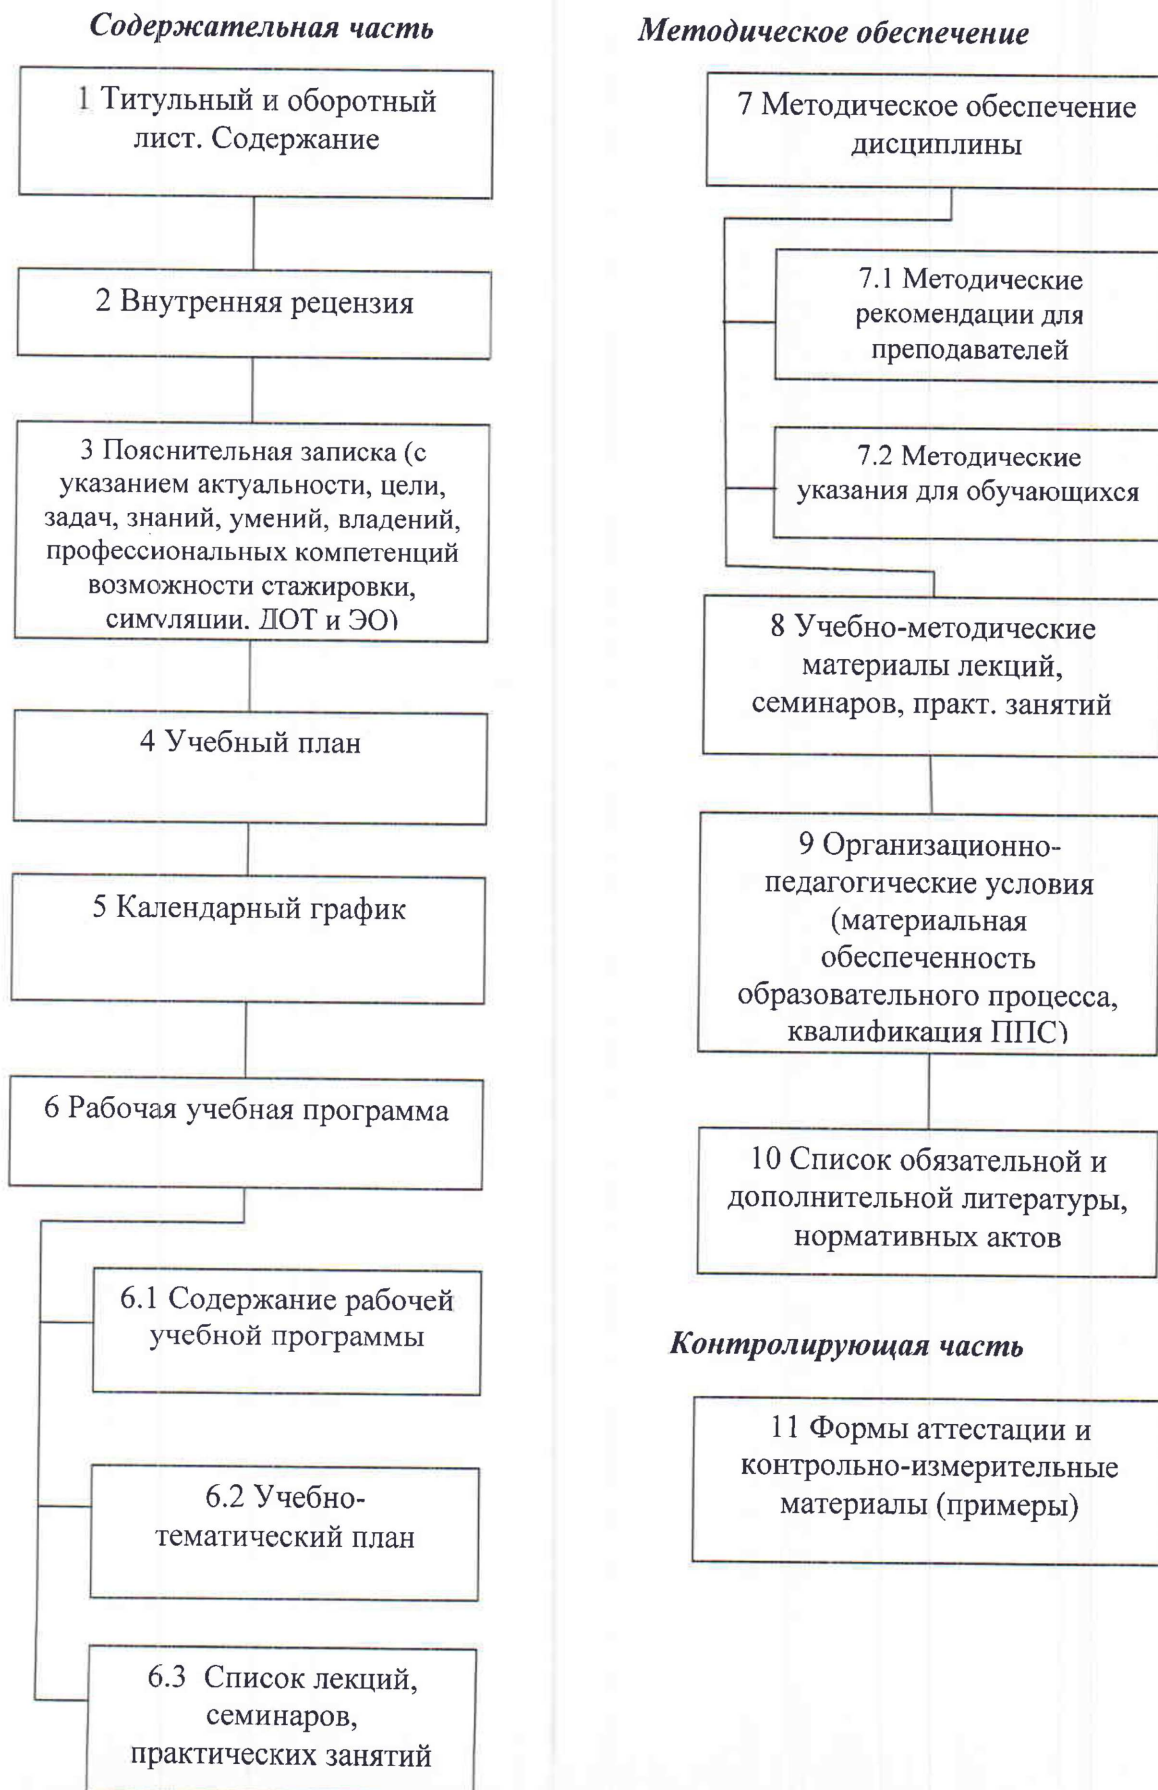 Содержательная часть
1 Титульный и оборотный
лист. Содержание
2 Внутренняя рецензия
3 Пояснительная записка (с
указанием актуальности, цели,
задач, знаний, умений, владений,
профессиональных компетенций
возможности стажировки,
симуляции. ДОТ и ЭО)
4 Учебный план
5 Календарный график
6 Рабочая учебная программа
6.1 Содержание рабочей
учебной программы
6.2 Учебно-
тематический план
6.3 Список лекций,
семинаров,
практических занятий
Методическое обеспечение
7 Методическое обеспечение
дисциплины
7.1 Методические
рекомендации для
преподавателей
7.2 Методические
указания для обучающихся
8 Учебно-методические
материалы лекций,
семинаров, практ. занятий
9 Организационно-
педагогические условия
(материальная
обеспеченность
образовательного процесса,
квалификация ППС)
10 Список обязательной и
дополнительной литературы,
нормативных актов
Контролирующая часть
11 Формы аттестации и
контрольно-измерительные
материалы (примеры)